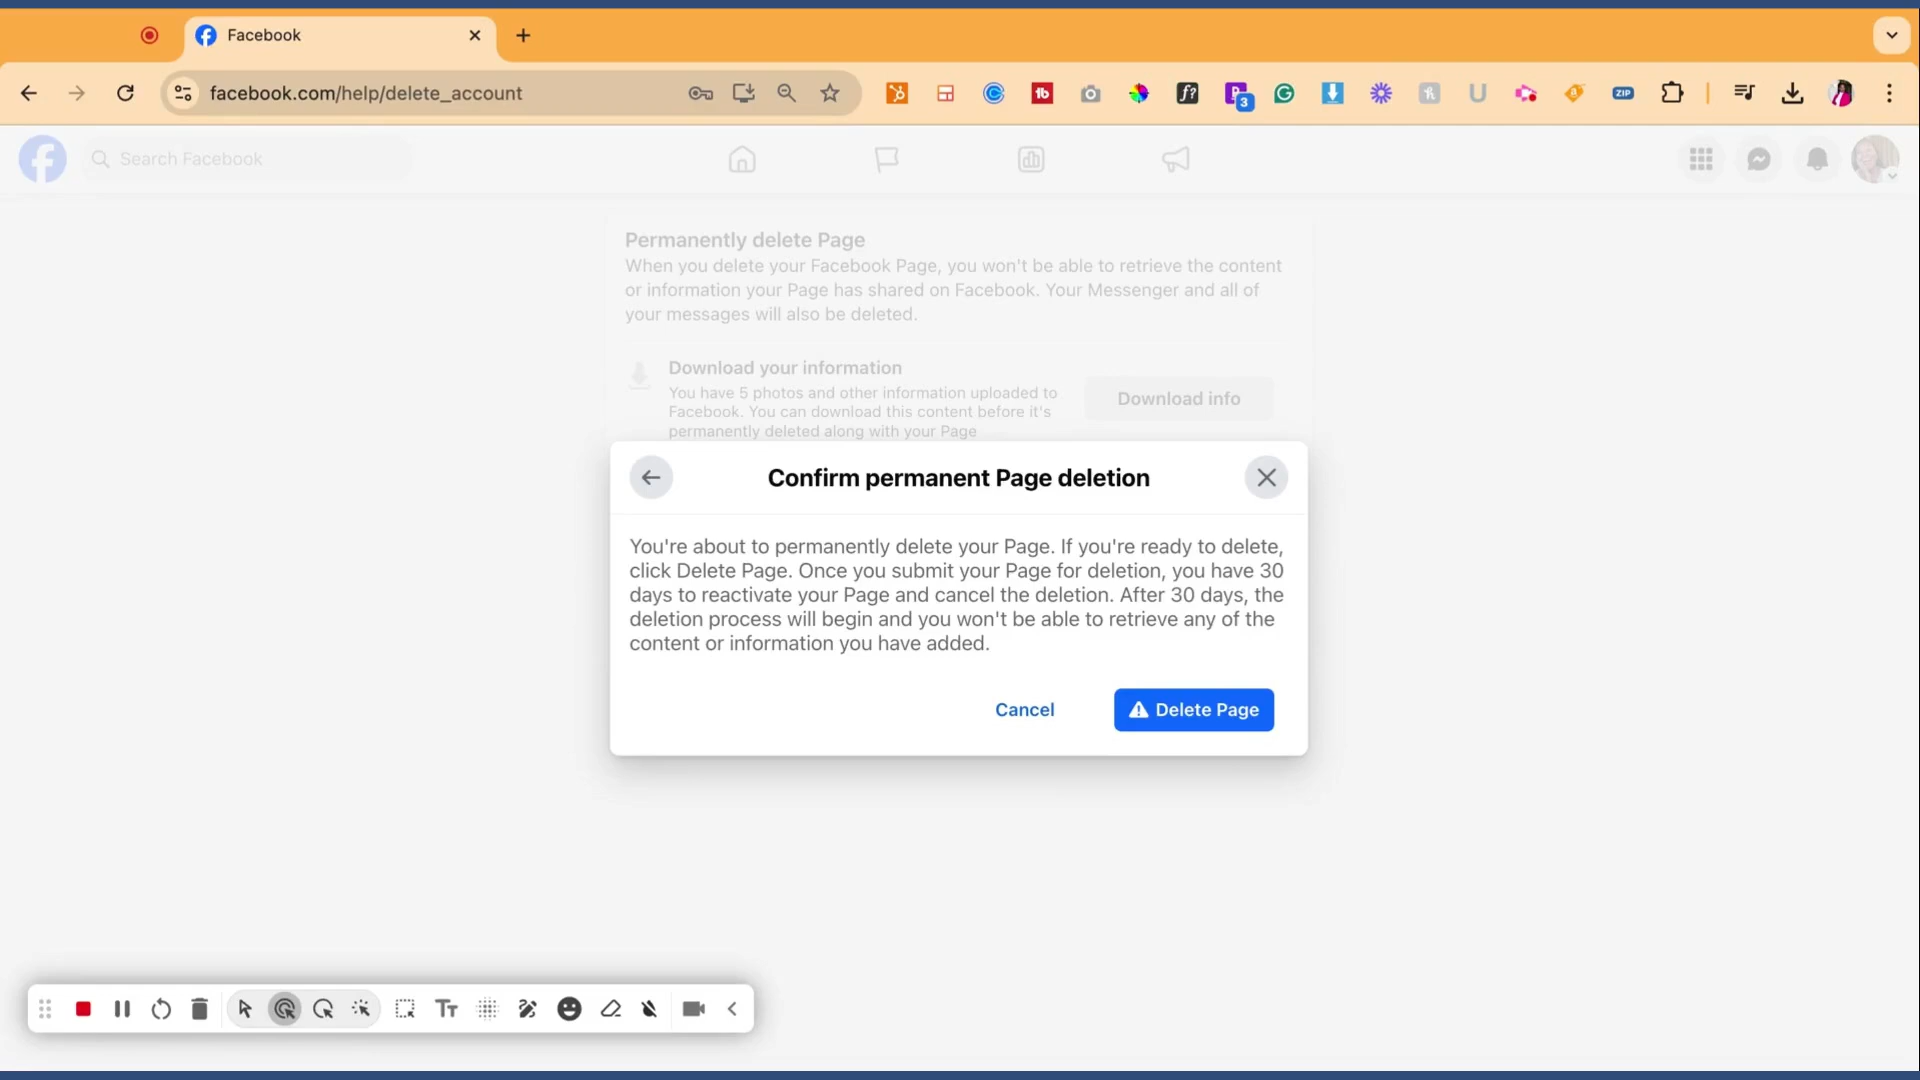 Facebook
facebook.com/help/delete_account
3
ZIP
Search Facebook
Permanently delete Page
When you delete your Facebook Page, you won't be able to retrieve the content
or information your Page has shared on Facebook. Your Messenger and all of
your messages will also be deleted.
Download your information
You have 5 photos and other information uploaded to
Facebook. You can download this content before it's
permanently deleted along with your Page
Download info
Confirm permanent Page deletion
You're about to permanently delete your Page. If you're ready to delete,
click Delete Page. Once you submit your Page for deletion, you have 30
days to reactivate your Page and cancel the deletion. After 30 days, the
deletion process will begin and you won't be able to retrieve any of the
content or information you have added.
Cancel
Delete Page